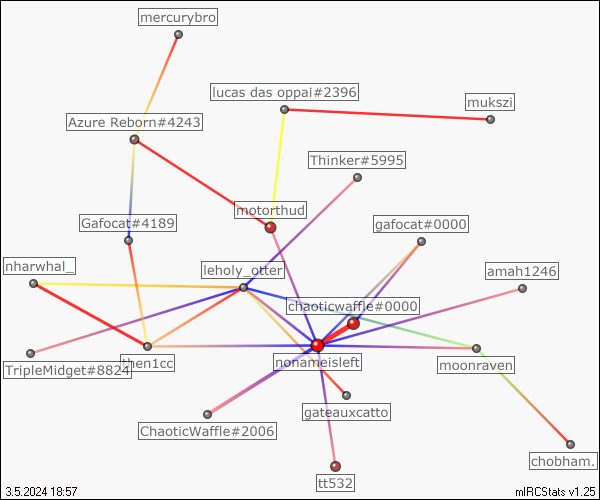 mercurybro
lucas das oppai#2396
mukszi
Azure Reborn#4243
Thinker#5995
motorthud
Gafocat#4189
gafocat#0000
nharwhal_
leholy_otter
amah1246
chaoticwaffle#0000
TripleMidget#8824
then1cc
nonameisleft
moonraven
gateauxcatto
ChaoticWaffle#2006
chobham.
tt532
3.5.2024 18:57
mIRCStats v1.25